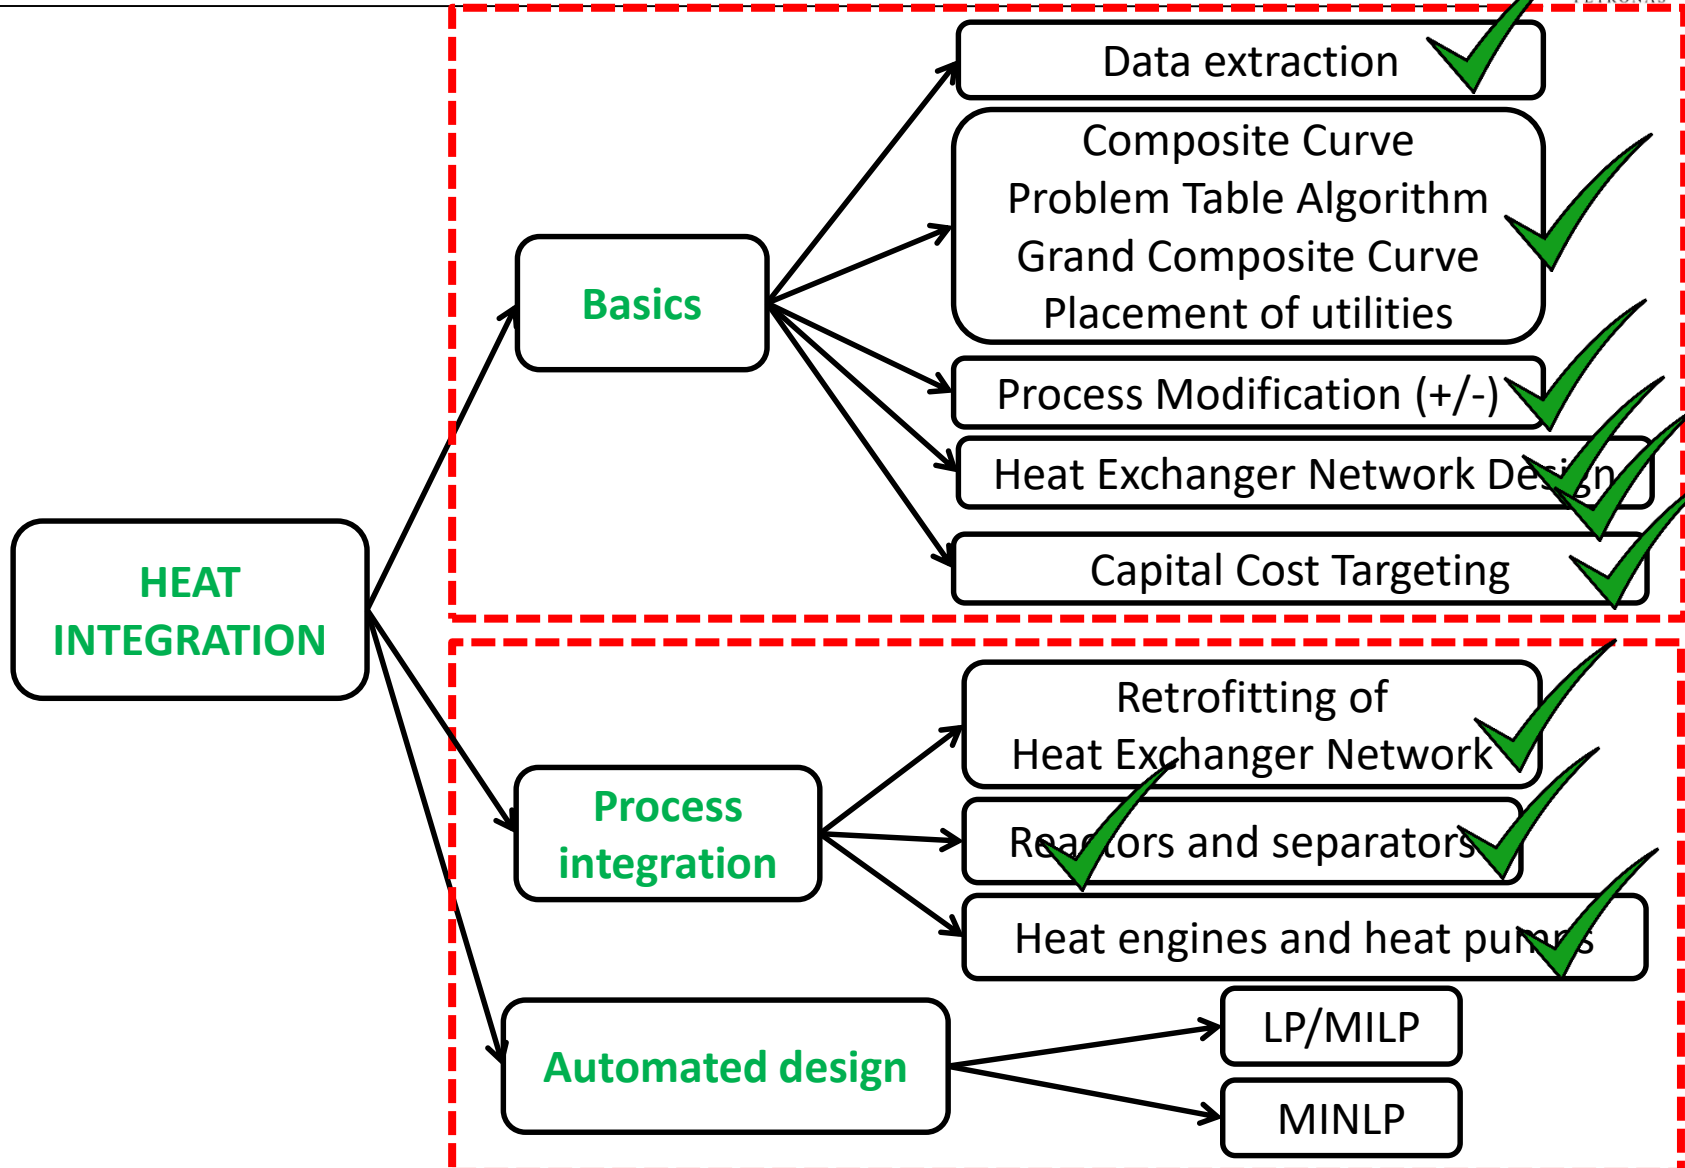 PETRONAS
Data extraction
Composite Curve
Problem Table Algorithm
Grand Composite Curve
Placement of utilities
Basics
Process Modification (+/-)
Heat Exchanger Network Design
Capital Cost Targeting
HEAT
INTEGRATION
Retrofitting of
Heat Exchanger Network
Process
integration
Reactors and separators
Heat engines and heat pumps
Automated design
LP/MILP
MINLP